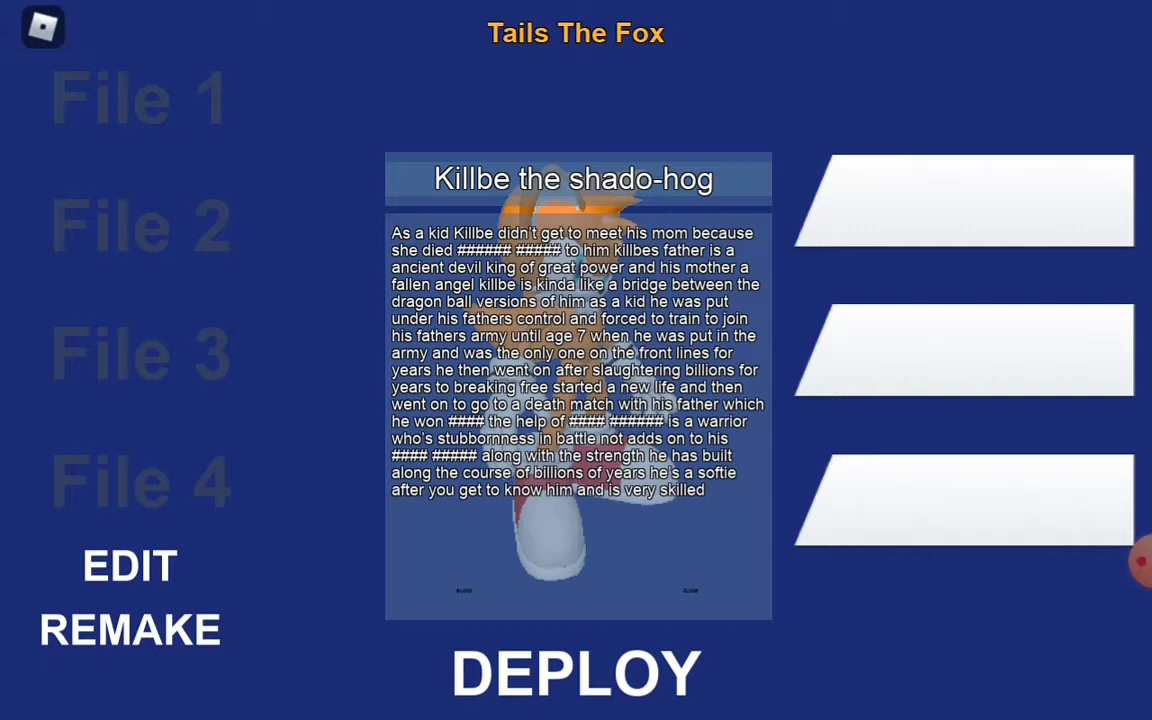 Tails The Fox
File 1
File 2
File 3
File 4
EDIT
REMAKE
Killbe the shado-hog
As a kid Killbe didn't get to meet his mom because
she died ###### ##### to him killbes father is a
ancient devil king of great power and his mother a
fallen angel killbe is kinda like a bridge between the
dragon ball versions of him as a kid he was put
under his fathers control and forced to train to join
his fathers army until age 7 when he was put in the
army and was the only one on the front lines for
years he then went on after slaughtering billions for
years to breaking free started a new life and then
went on to go to a death match with his father which
he won #### the help of #### ###### is a warrior
who's stubbornness in battle not adds on to his
#### ##### along with the strength he has built
along the course of billions of years he's a softie
after you get to know him and is very skilled
DEPLOY